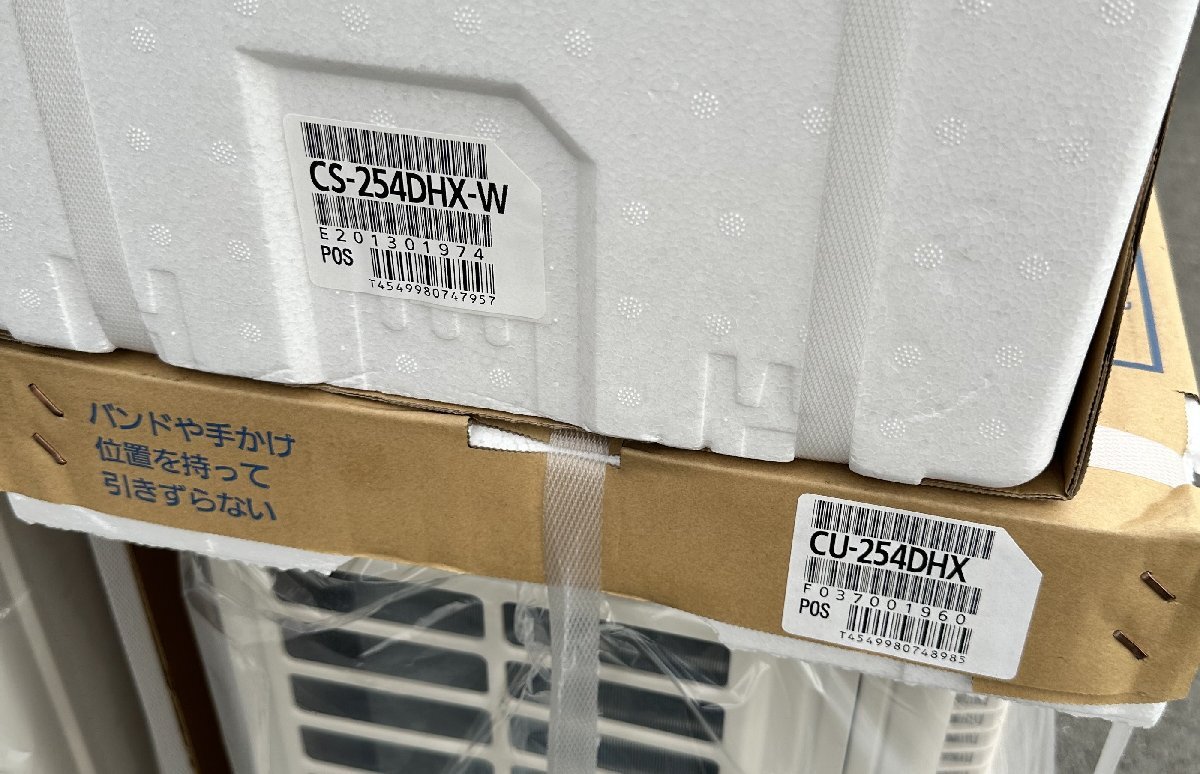 CS-254DHX-W
E201301974
POS
T4549980747957
バンドや手かけ
位置を持って
引きずらない
CU-254DHX
F037001960
POS
T4549980748985